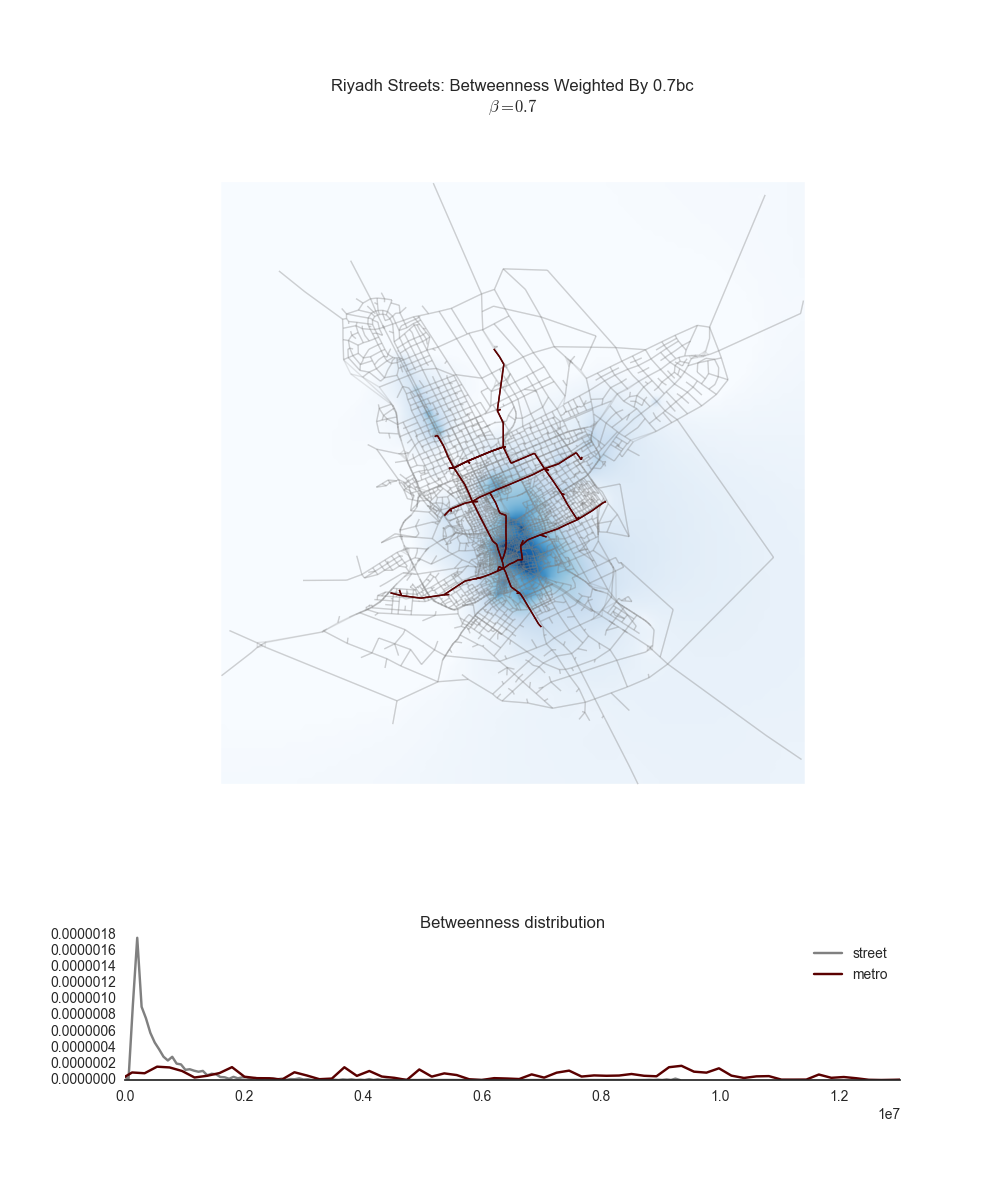 Riyadh Streets: Betweenness Weighted By 0.7bc
β=0.7
Betweenness distribution
0.0000018
0.0000016
0.0000014
0.0000012
0.0000010
0.0000008
0.0000006
0.0000004
0.0000002
0.0000000
street
metro
0.0 0.2 0.4 0.6 0.8 1.0 1.2
1e7